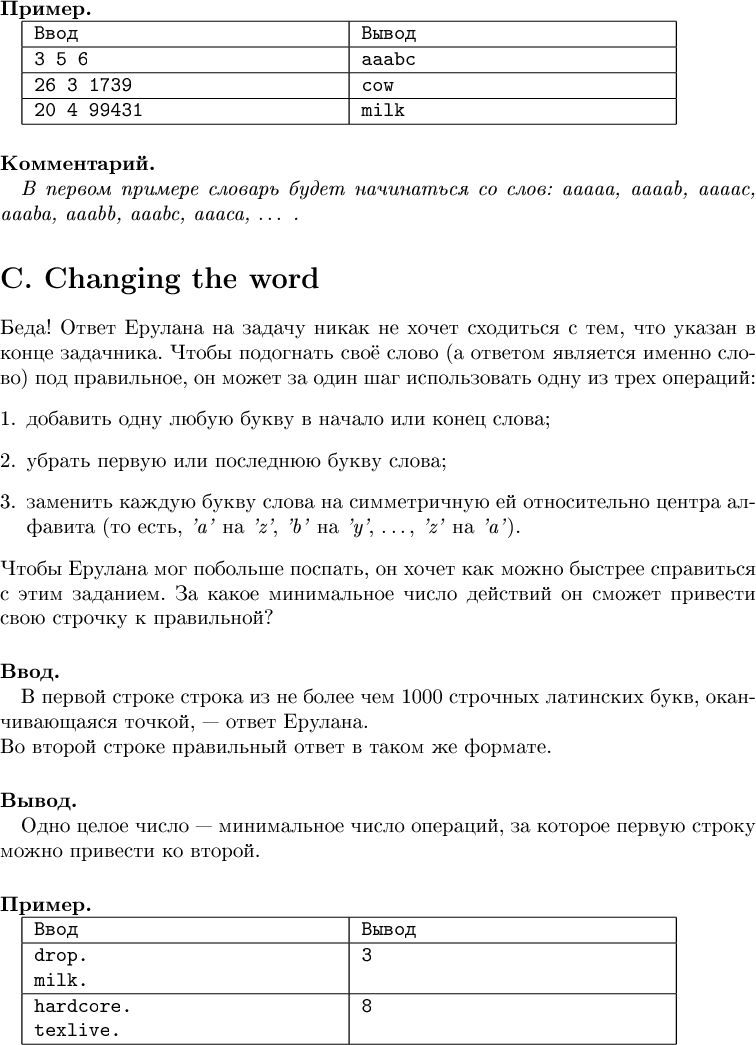 Пример.
Ввод Вывод
3 5 6 aaabc
26 3 1739 cow
20 4 99431 milk
Комментарий.
В первом примере словарь будет начинаться со слов: aaaaa, aaaab, aaaac,
aaaba, aaabb, aaabc, aaaca, ... .
C. Changing the word
Беда! Ответ Ерулана на задачу никак не хочет сходиться с тем, что указан в
конце задачника. Чтобы подогнать своё слово (а ответом является именно сло-
во) под правильное, он может за один шаг использовать одну из трех операций:
1. добавить одну любую букву в начало или конец слова;
2. убрать первую или последнюю букву слова;
3. заменить каждую букву слова на симметричную ей относительно центра ал-
фавита (то есть, 'a' на 'z', 'b' на 'y', ..., 'z' на 'a').
Чтобы Ерулана мог побольше поспать, он хочет как можно быстрее справиться
с этим заданием. За какое минимальное число действий он сможет привести
свою строчку к правильной?
Ввод.
В первой строке строка из не более чем 1000 строчных латинских букв, окан-
чивающаяся точкой, — ответ Ерулана.
Во второй строке правильный ответ в таком же формате.
Вывод.
Одно целое число — минимальное число операций, за которое первую строку
можно привести ко второй.
Пример.
Ввод Вывод
drop. 3
milk.
hardcore. 8
texlive.